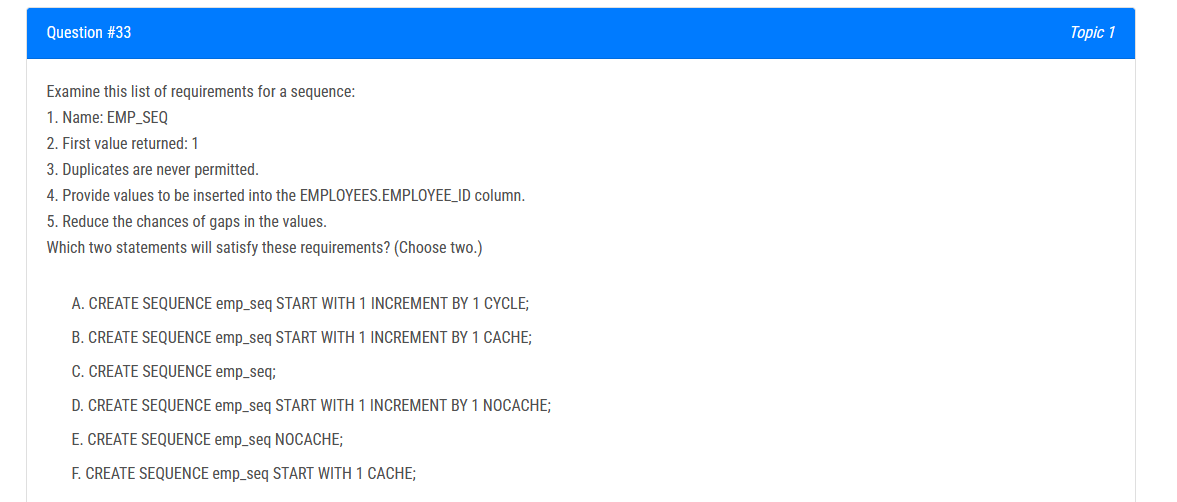 Question #33
Topic 1
Examine this list of requirements for a sequence:
1. Name: EMP_SEQ
2. First value returned: 1
3. Duplicates are never permitted.
4. Provide values to be inserted into the EMPLOYEES.EMPLOYEE_ID column.
5. Reduce the chances of gaps in the values.
Which two statements will satisfy these requirements? (Choose two.)
A. CREATE SEQUENCE emp_seq START WITH 1 INCREMENT BY 1 CYCLE;
B. CREATE SEQUENCE emp_seq START WITH 1 INCREMENT BY 1 CACHE;
C. CREATE SEQUENCE emp_seq;
D. CREATE SEQUENCE emp_seq START WITH 1 INCREMENT BY 1 NOCACHE;
E. CREATE SEQUENCE emp_seq NOCACHE;
F. CREATE SEQUENCE emp_seq START WITH 1 CACHE;